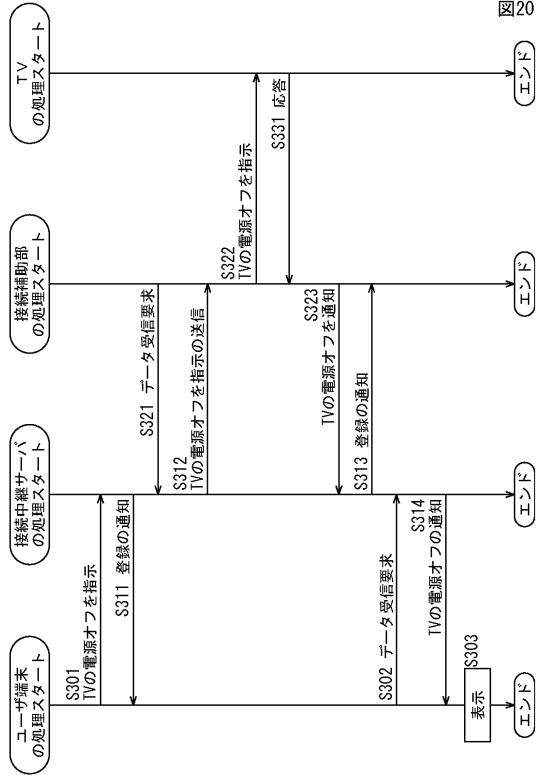 図20
ユーザ端末
の処理スタート
接続中継サーバ
の処理スタート
接続補助部
の処理スタート
TV
の処理スタート
S301
TVの電源オフを指示
S311 登録の通知
S321 データ受信要求
S312
TVの電源オフを指示の送信
S322
TVの電源オフを指示
S331 応答
S323
TVの電源オフを通知
S313 登録の通知
S302 データ受信要求
S314
TVの電源オフの通知
S303
表示
エンド
エンド
エンド
エンド